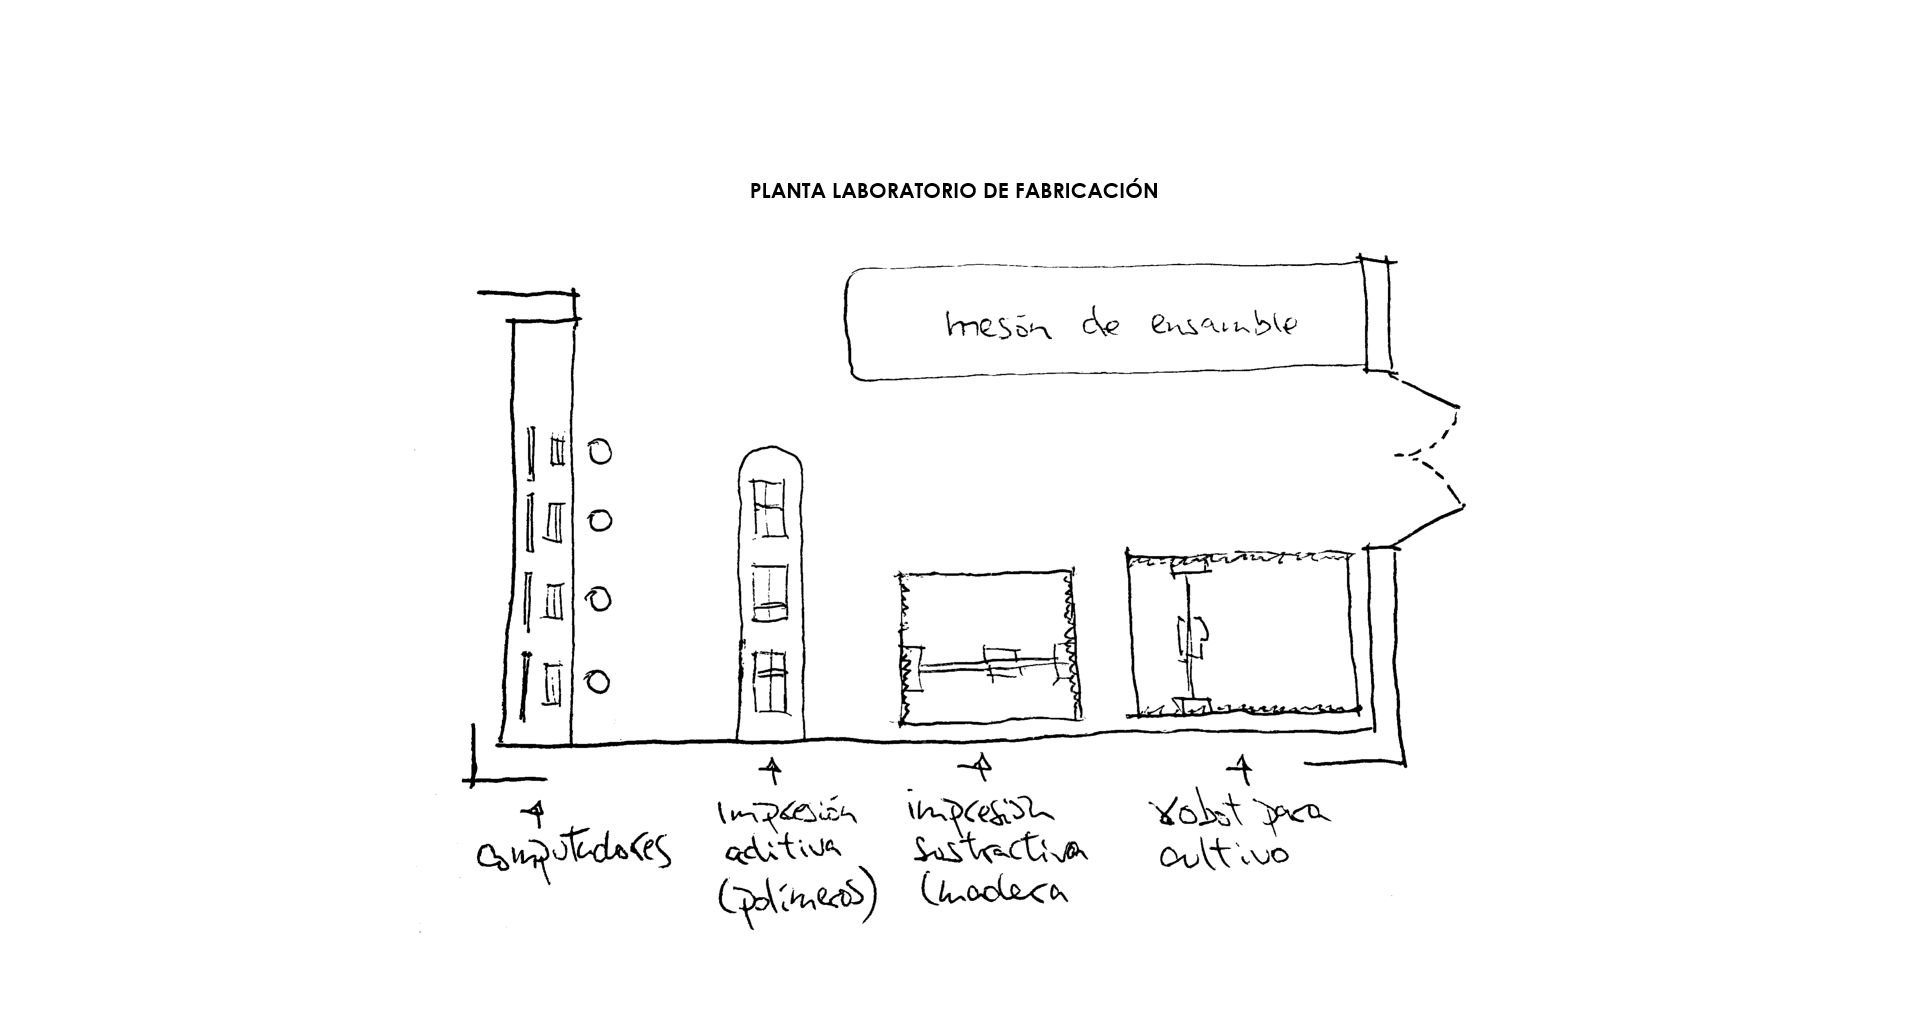 PLANTA LABORATORIO DE FABRICACIÓN
mesón de ensamble
computadores
impresión
aditiva
(polímeros)
impresión
sustractiva
(madera
robot para
cultivo